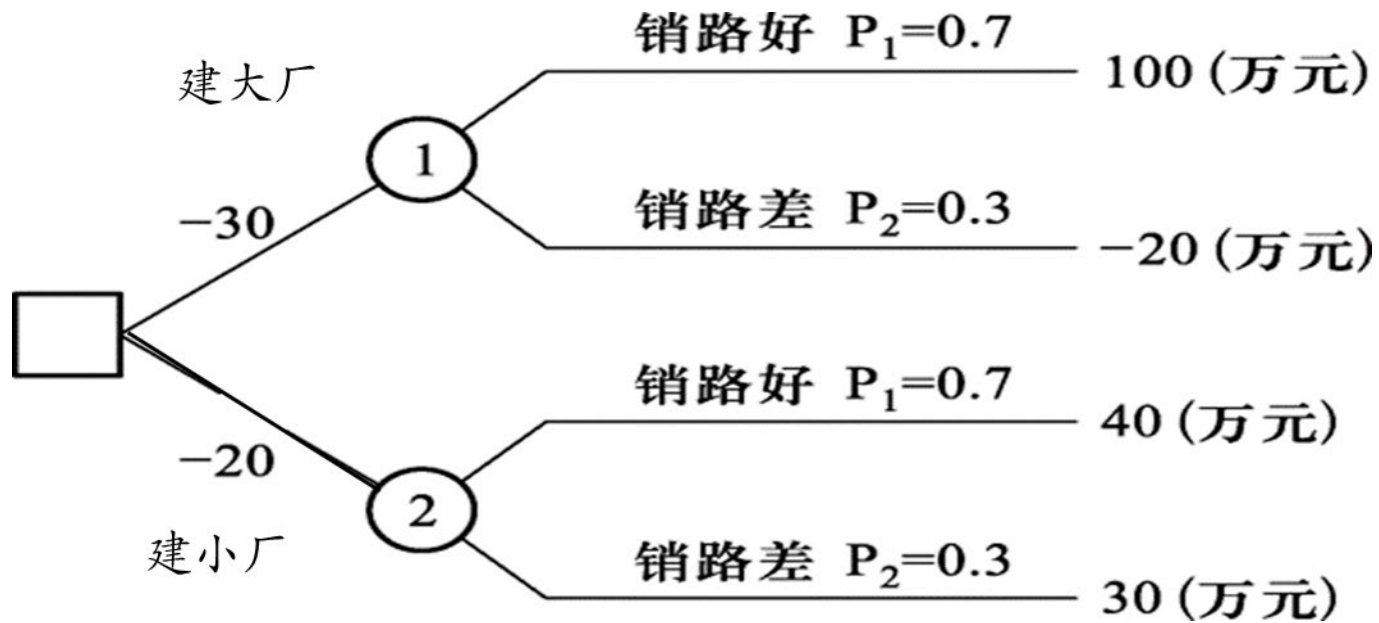 销路好 P₁=0.7
100 (万元)
建大厂
1
-30
销路差 P₂=0.3
-20 (万元)
销路好 P₁=0.7
40 (万元)
-20
2
建小厂
销路差 P₂=0.3
30 (万元)